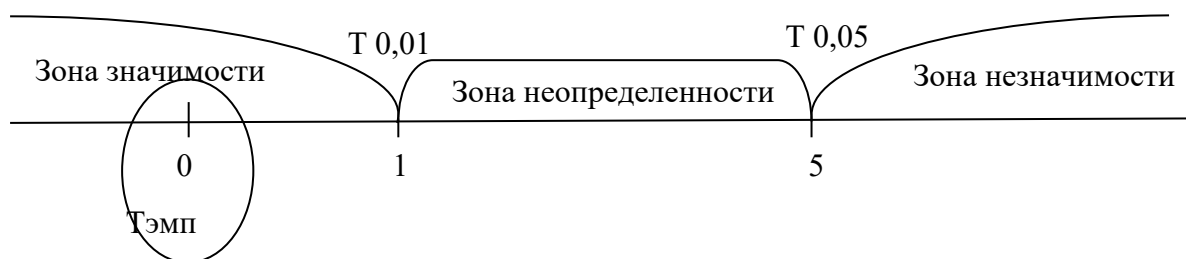 Т 0,01
Т 0,05
Зона значимости
Зона неопределенности
Зона незначимости
0
1
5
Тэмп